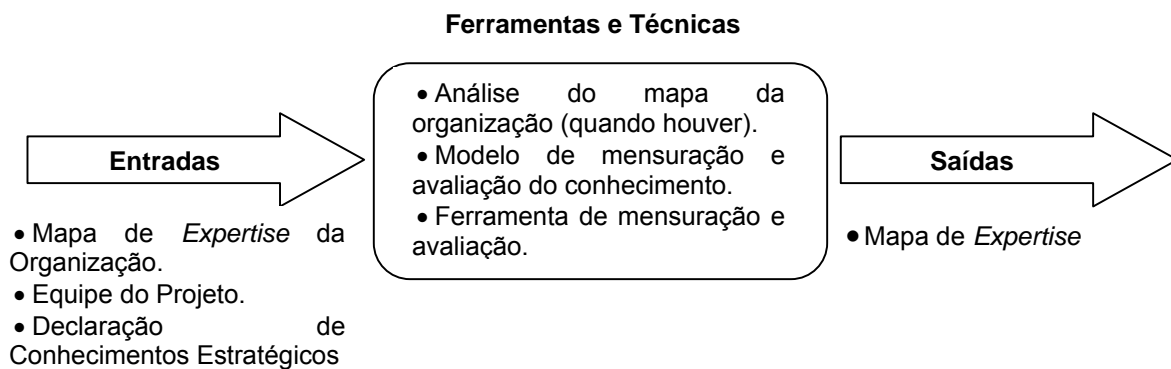 Ferramentas e Técnicas
Entradas
• Mapa de Expertise da
Organização.
• Equipe do Projeto.
• Declaração de
Conhecimentos Estratégicos
• Análise do mapa da
organização (quando houver).
• Modelo de mensuração e
avaliação do conhecimento.
• Ferramenta de mensuração e
avaliação.
Saídas
• Mapa de Expertise